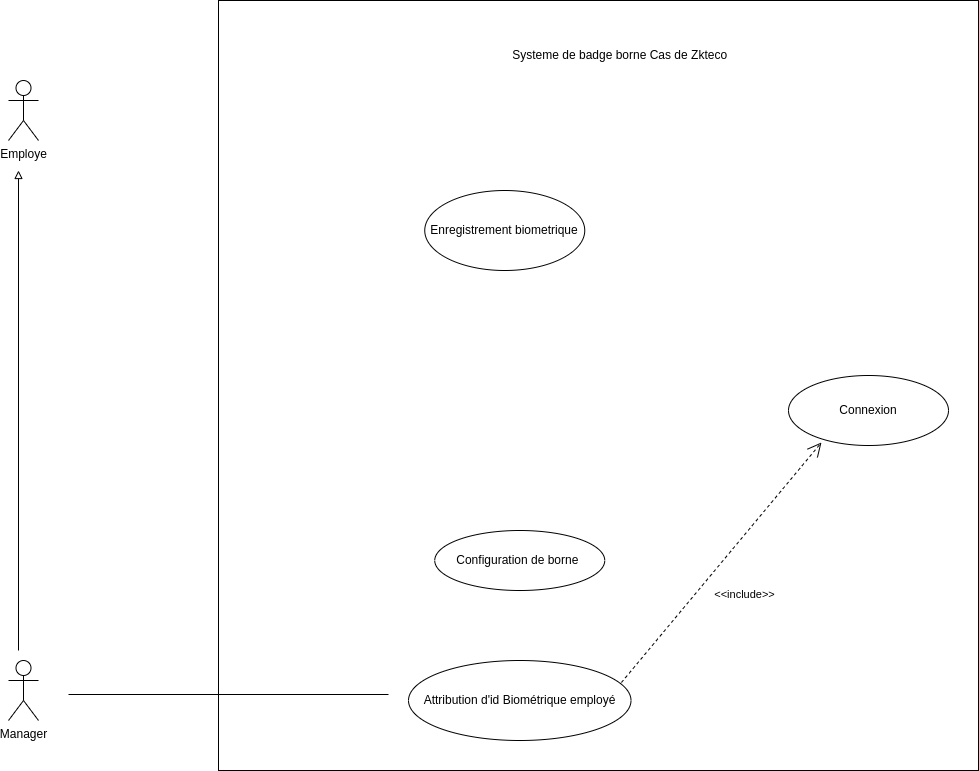 Systeme de badge borne Cas de Zkteco
Employe
Enregistrement biometrique
Connexion
Configuration de borne
<<include>>
Attribution d'id Biométrique employé
Manager